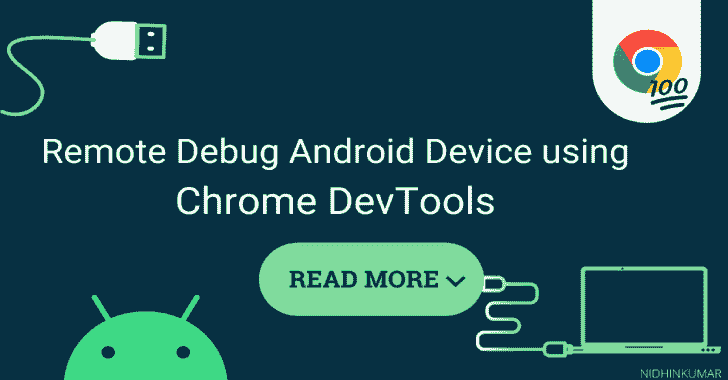 100
Remote Debug Android Device using
Chrome DevTools
READ MORE
NIDHINKUMAR